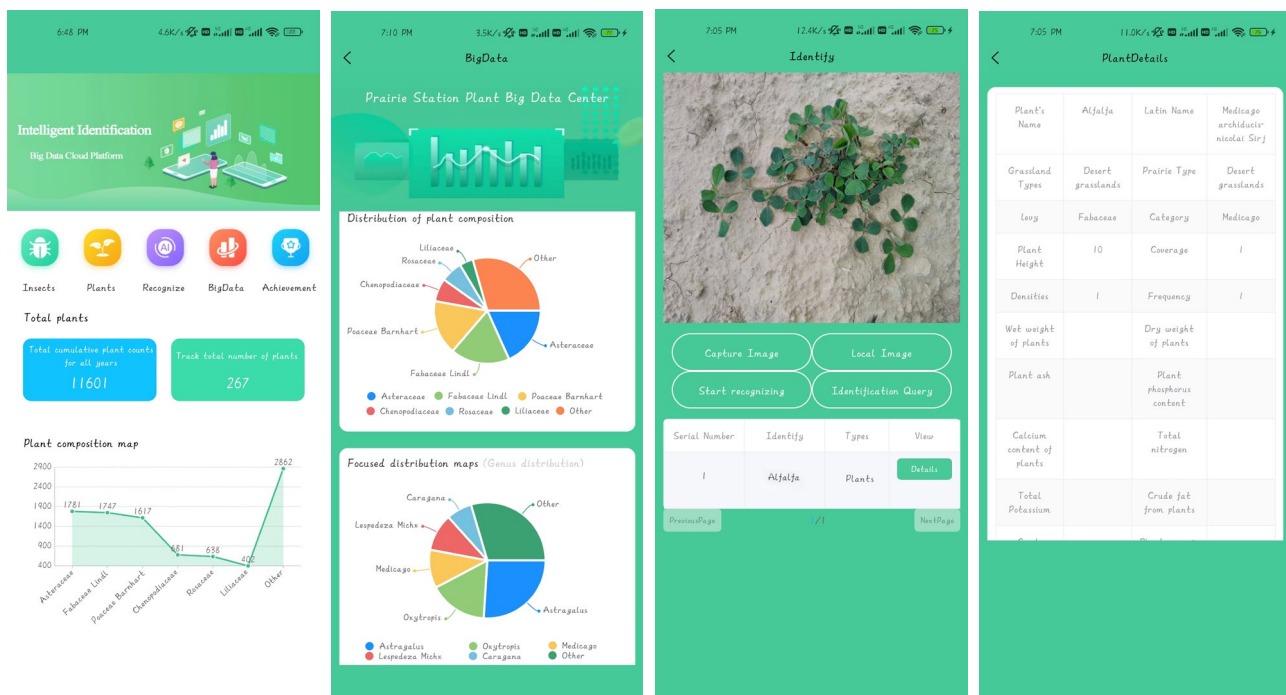 6:48 PM
4.6K/s
Intelligent Identification
Big Data Cloud Platform
Insects
Plants
Recognize
BigData
Achievement
Total plants
Total cumulative plant counts
for all years
11601
Track total number of plants
267
Plant composition map
2900
2400
1900
1400
900
400
1781
1747
1617
681
638
402
2862
Asteraceae
Fabaceae Lindl
Poaceae Barnhart
Chenopodiaceae
Rosaceae
Liliaceae
Other
7:10 PM
3.5K/s
BigData
Prairie Station Plant Big Data Center
Distribution of plant composition
Liliaceae
Rosaceae
Chenopodiaceae
Poaceae Barnhart
Fabaceae Lindl
Other
Asteraceae
Asteraceae
Fabaceae Lindl
Poaceae Barnhart
Chenopodiaceae
Rosaceae
Liliaceae
Other
Focused distribution maps (Genus distribution)
Caragana
Lespedeza Michx
Medicago
Oxytropis
Other
Astragalus
Astragalus
Oxytropis
Medicago
Lespedeza Michx
Caragana
Other
7:05 PM
12.4K/s
Identify
Capture Image
Local Image
Start recognizing
Identification Query
Serial Number
Identify
Types
View
1
Alfalfa
Plants
Details
PreviousPage
1/1
NextPage
7:05 PM
11.0K/s
PlantDetails
Plant's
Name
Alfalfa
Latin Name
Medicago
archiducis-
nicolai Sirj
Grassland
Types
Desert
grasslands
Prairie Type
Desert
grasslands
levy
Fabaceae
Category
Medicago
Plant
Height
10
Coverage
1
Densities
1
Frequency
1
Wet weight
of plants
Dry weight
of plants
Plant ash
Plant
phosphorus
content
Calcium
content of
plants
Total
nitrogen
Total
Potassium
Crude fat
from plants